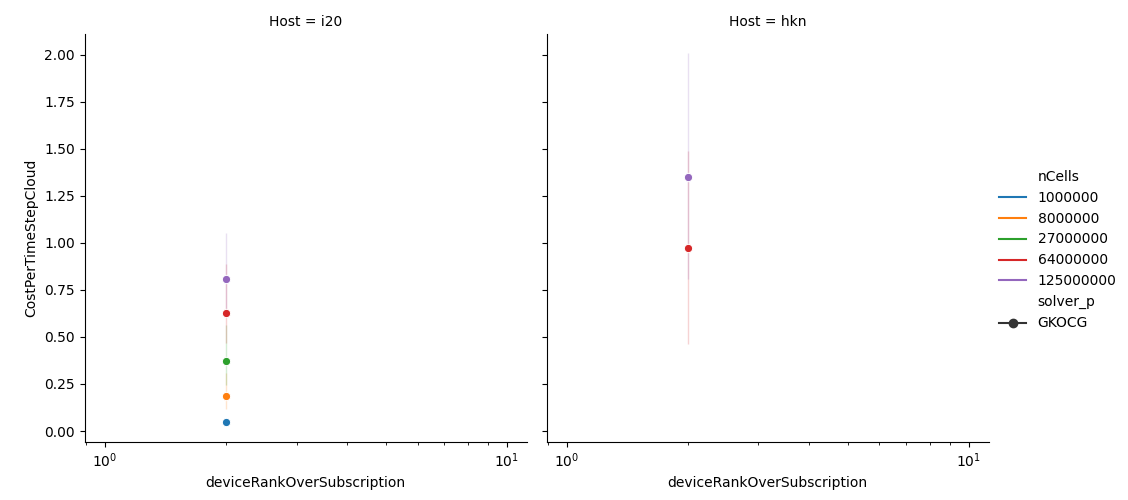 Host = i20
Host = hkn
2.00
1.75
1.50
1.25
1.00
0.75
0.50
0.25
0.00
CostPerTimeStepCloud
10⁰
10¹
10⁰
10¹
deviceRankOverSubscription
deviceRankOverSubscription
nCells
1000000
8000000
27000000
64000000
125000000
solver_p
GKOCG